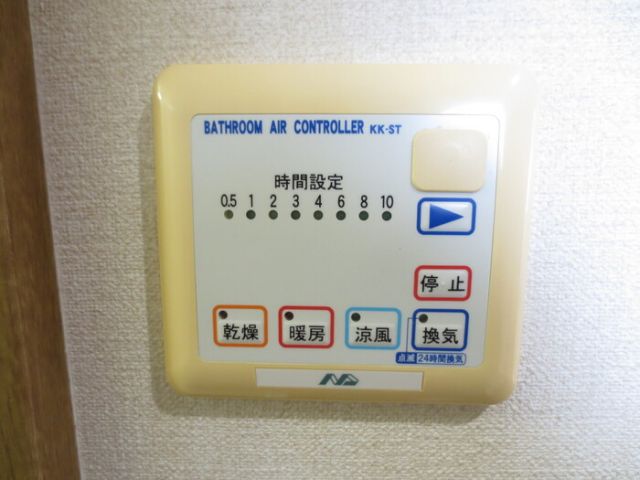 BATHROOM AIR CONTROLLER KK-ST
時間設定
0.5 1 2 3 4 6 8 10
停止
乾燥 暖房 涼風 換気
点滅 24時間換気